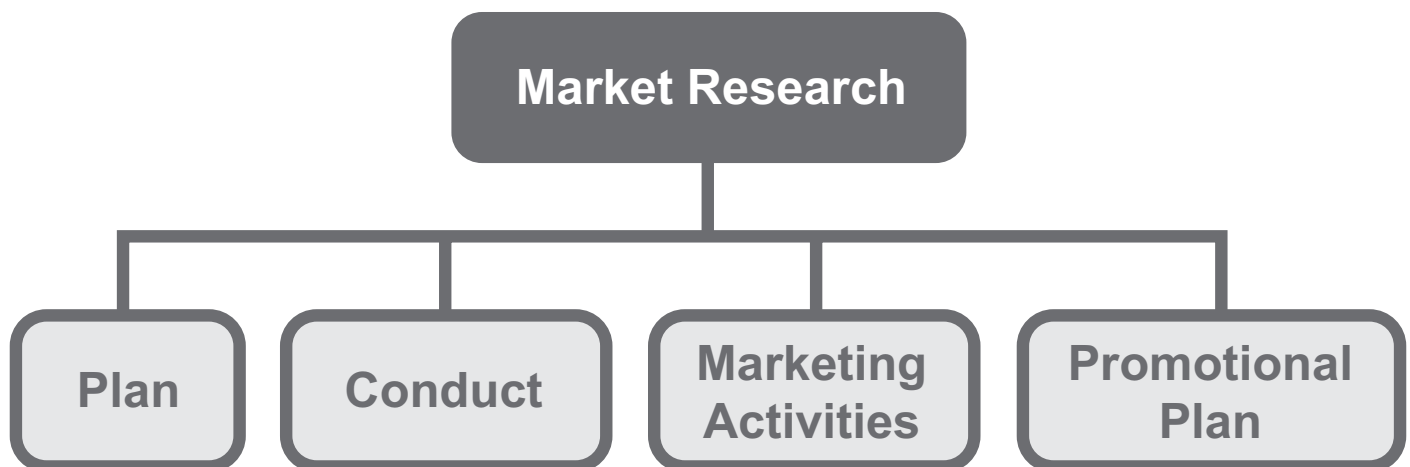 Market Research
Plan
Conduct
Marketing
Activities
Promotional
Plan